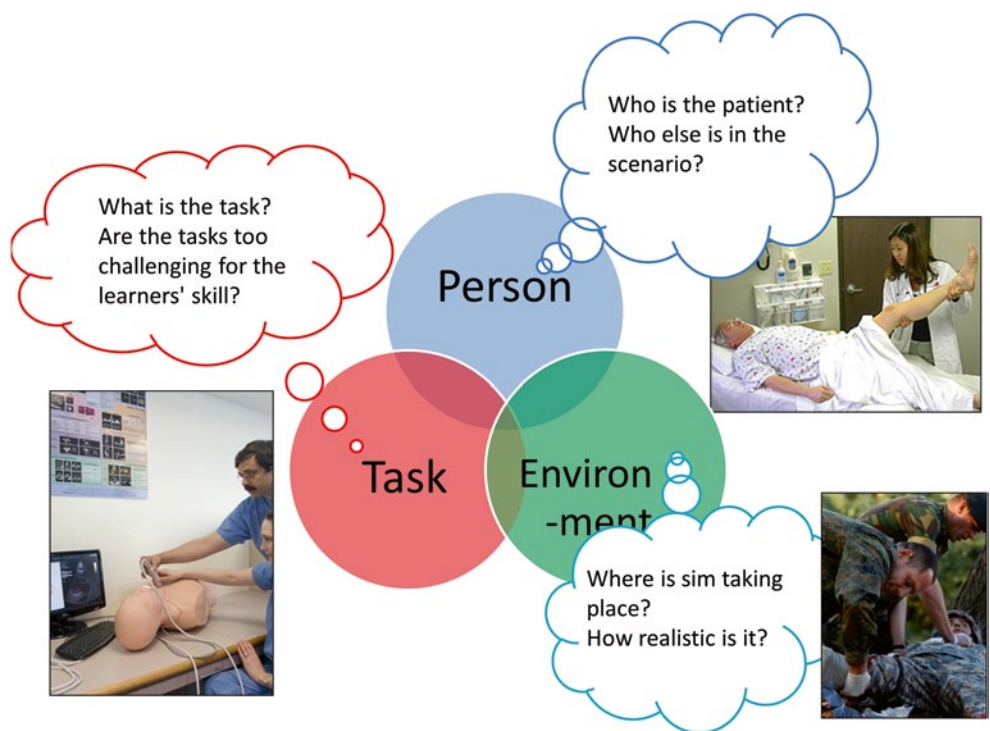 Who is the patient?
Who else is in the
scenario?
What is the task?
Are the tasks too
challenging for the
learners' skill?
Person
Task
Environ
-ment
Where is sim taking
place?
How realistic is it?